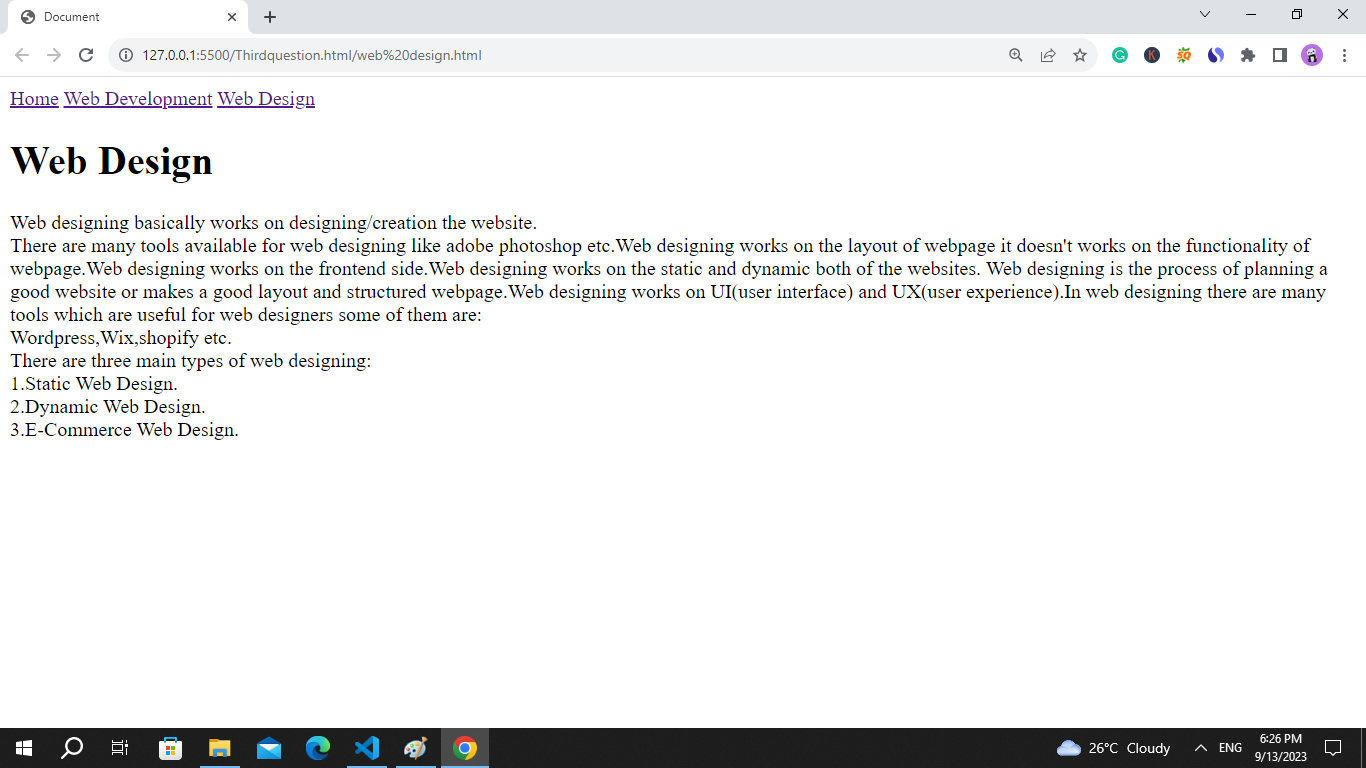 Document
127.0.0.1:5500/Thirdquestion.html/web%20design.html
Home Web Development Web Design
Web Design
Web designing basically works on designing/creation the website.
There are many tools available for web designing like adobe photoshop etc.Web designing works on the layout of webpage it doesn't works on the functionality of
webpage.Web designing works on the frontend side.Web designing works on the static and dynamic both of the websites. Web designing is the process of planning a
good website or makes a good layout and structured webpage.Web designing works on UI(user interface) and UX(user experience).In web designing there are many
tools which are useful for web designers some of them are:
Wordpress,Wix,shopify etc.
There are three main types of web designing:
1.Static Web Design.
2.Dynamic Web Design.
3.E-Commerce Web Design.
26°C Cloudy
ENG
6:26 PM
9/13/2023